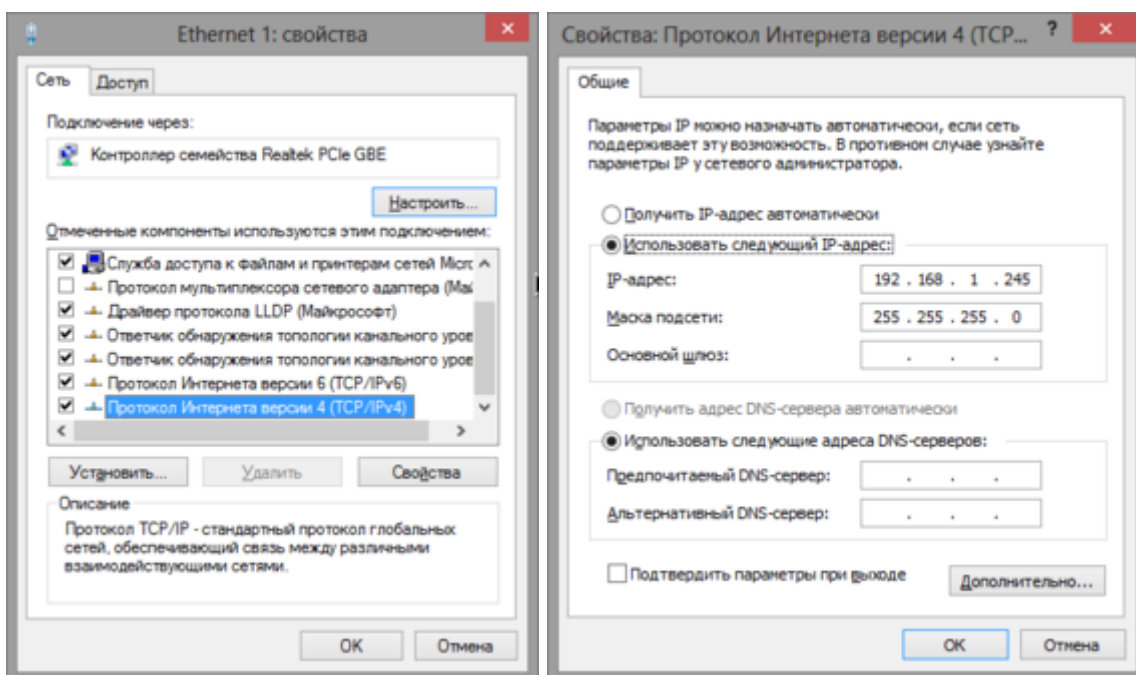 Ethernet 1: свойства
Сеть
Доступ
Подключение через:
Контроллер семейства Realtek PCIe GBE
Настроить...
Отмеченные компоненты используются этим подключением:
Служба доступа к файлам и принтерам сетей Micr
Протокол мультиплексора сетевого адаптера (Май
Драйвер протокола LLDP (Майкрософт)
Ответчик обнаружения топологии канального уров
Ответчик обнаружения топологии канального уров
Протокол Интернета версии 6 (TCP/IPv6)
Протокол Интернета версии 4 (TCP/IPv4)
Установить...
Удалить
Свойства
Описание
Протокол TCP/IP - стандартный протокол глобальных
сетей, обеспечивающий связь между различными
взаимодействующими сетями.
OK
Отмена
Свойства: Протокол Интернета версии 4 (TCP...
?
Общие
Параметры IP можно назначать автоматически, если сеть
поддерживает эту возможность. В противном случае узнайте
параметры IP у сетевого администратора.
Получить IP-адрес автоматически
Использовать следующий IP-адрес:
IP-адрес:
192 . 168 . 1 . 245
Маска подсети:
255 . 255 . 255 . 0
Основной шлюз:
. . .
Получить адрес DNS-сервера автоматически
Использовать следующие адреса DNS-серверов:
Предпочитаемый DNS-сервер:
. . .
Альтернативный DNS-сервер:
. . .
Подтвердить параметры при выходе
Дополнительно...
OK
Отмена